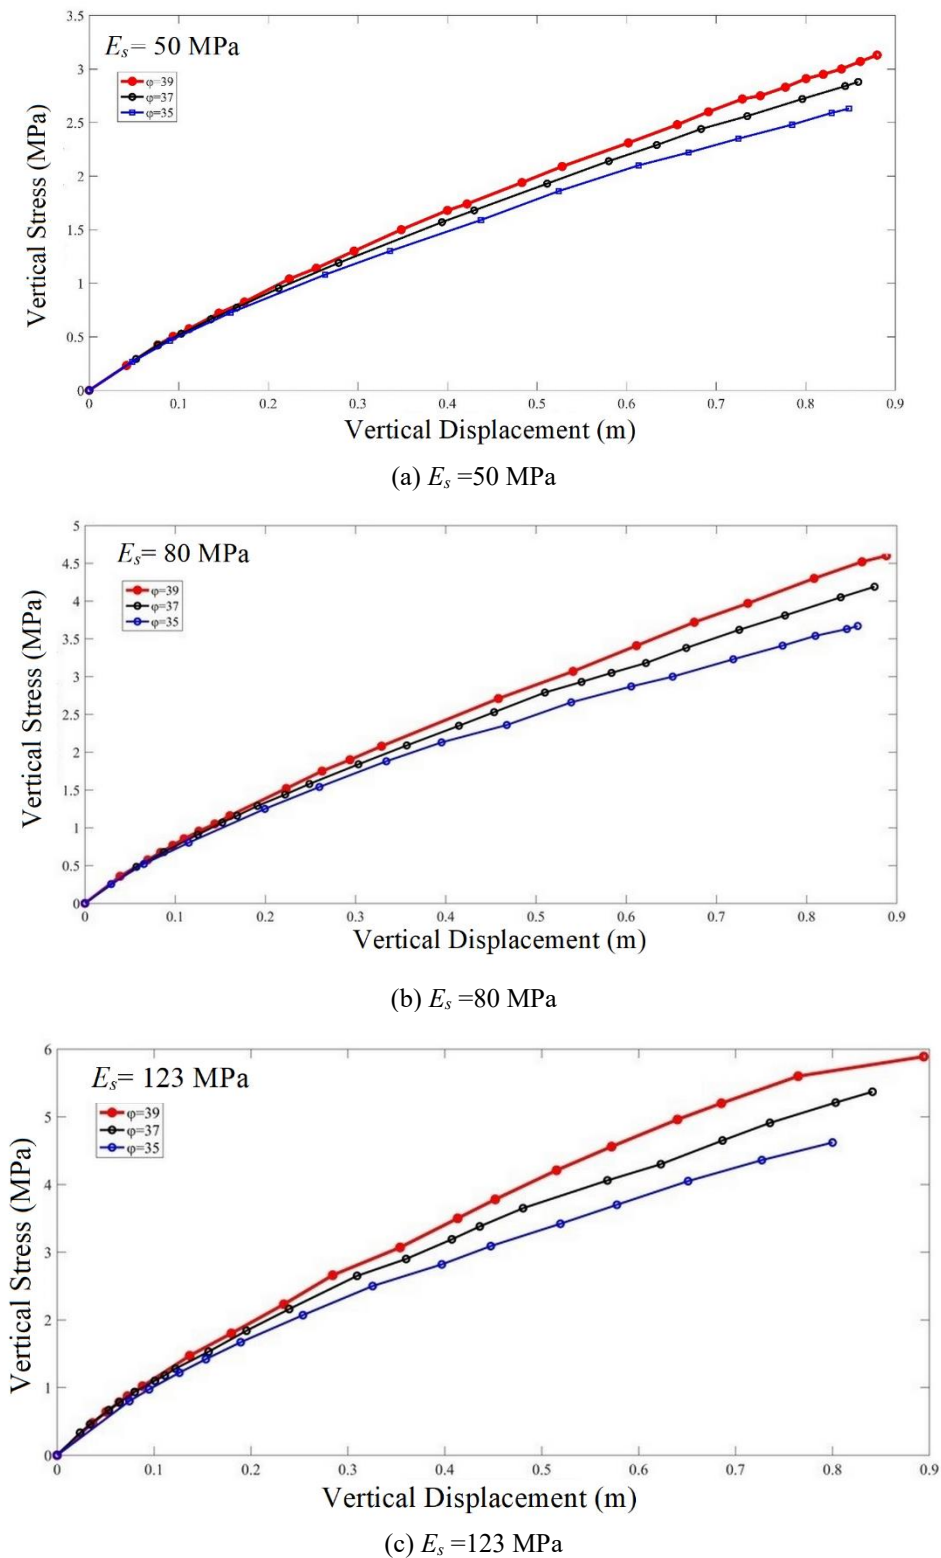 3.5
3
2.5
2
1.5
1
0.5
0
Vertical Stress (MPa)
Es= 50 MPa
φ=39
φ=37
φ=35
0 0.1 0.2 0.3 0.4 0.5 0.6 0.7 0.8 0.9
Vertical Displacement (m)
(a) Es =50 MPa
5
4.5
4
3.5
3
2.5
2
1.5
1
0.5
0
Vertical Stress (MPa)
Es= 80 MPa
φ=39
φ=37
φ=35
0 0.1 0.2 0.3 0.4 0.5 0.6 0.7 0.8 0.9
Vertical Displacement (m)
(b) Es =80 MPa
6
5
4
3
2
1
0
Vertical Stress (MPa)
Es= 123 MPa
φ=39
φ=37
φ=35
0 0.1 0.2 0.3 0.4 0.5 0.6 0.7 0.8 0.9
Vertical Displacement (m)
(c) Es =123 MPa